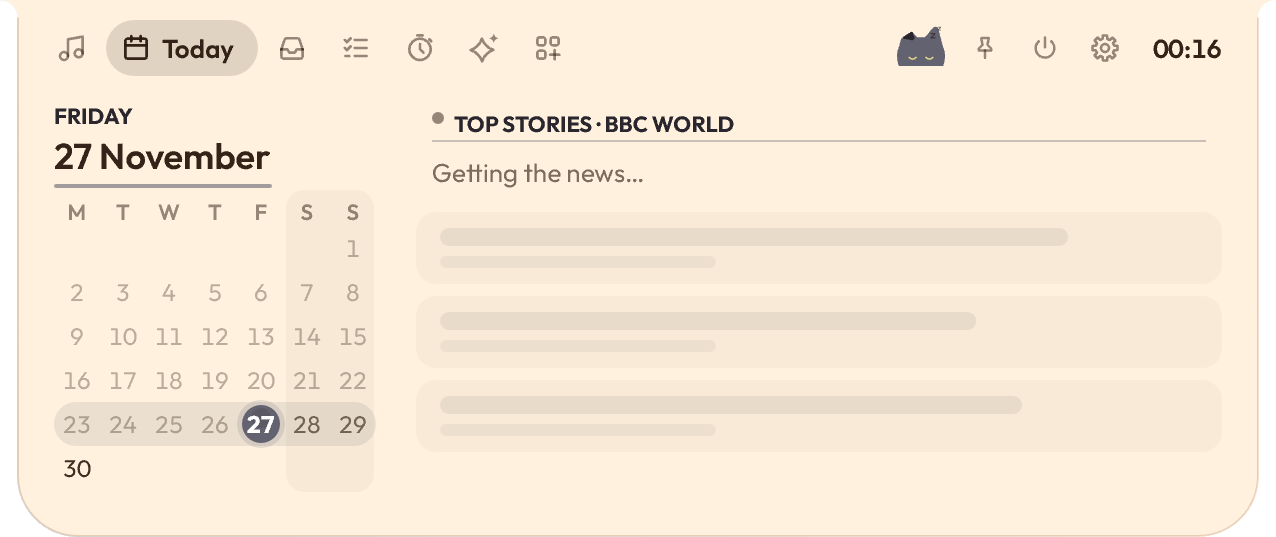 Today
00:16
FRIDAY
27 November
M T W T F S S
1
2 3 4 5 6 7 8
9 10 11 12 13 14 15
16 17 18 19 20 21 22
23 24 25 26 27 28 29
30
TOP STORIES · BBC WORLD
Getting the news...